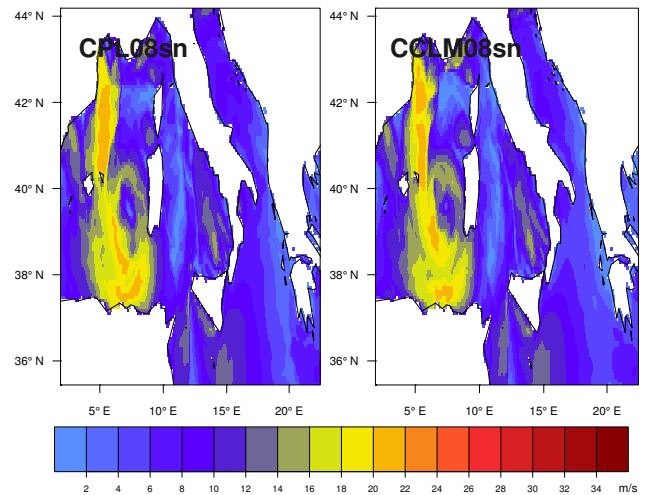 CPL08sn CCLM08sn
44° N 44° N
42° N 42° N
40° N 40° N
38° N 38° N
36° N 36° N
5° E 10° E 15° E 20° E 5° E 10° E 15° E 20° E
2 4 6 8 10 12 14 16 18 20 22 24 26 28 30 32 34 m/s